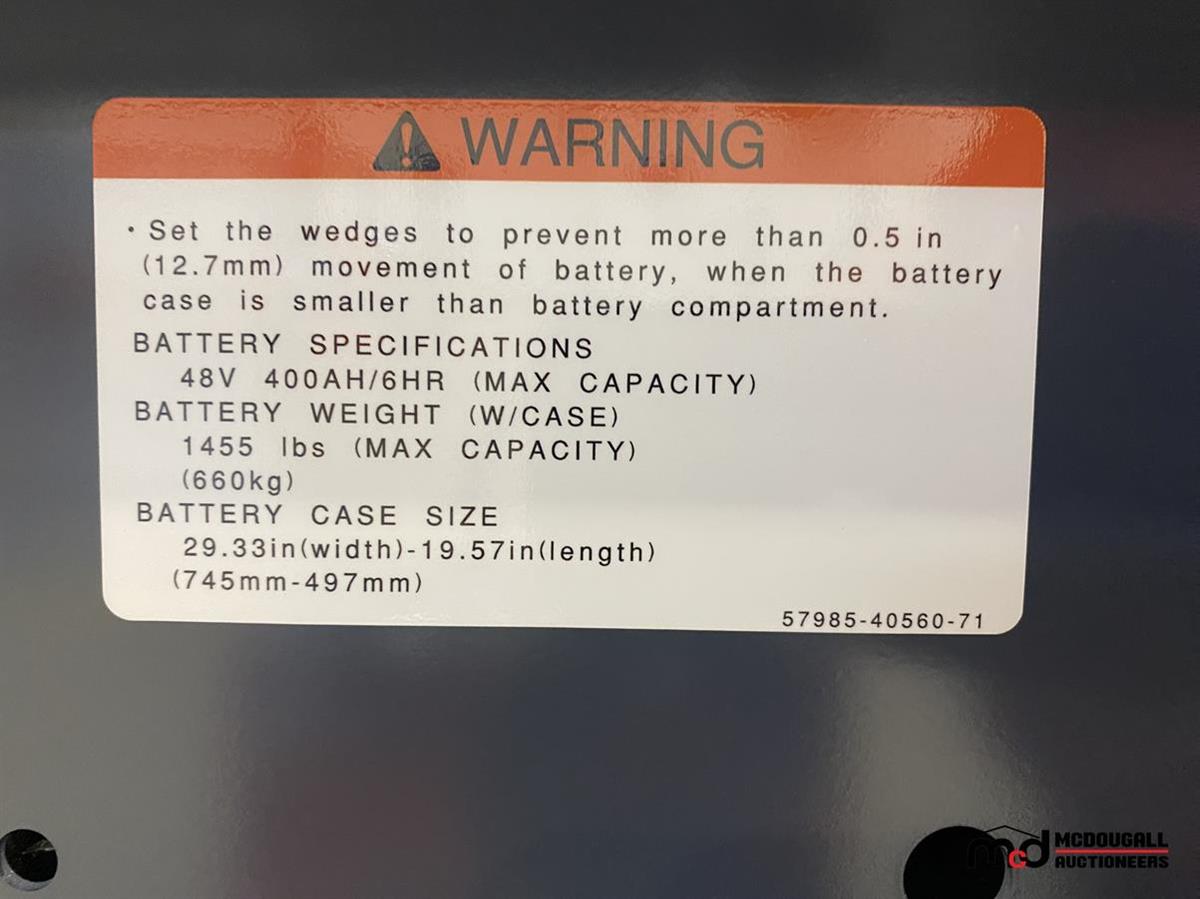 WARNING
· Set the wedges to prevent more than 0.5 in
(12.7mm) movement of battery, when the battery
case is smaller than battery compartment.
BATTERY SPECIFICATIONS
48V 400AH/6HR (MAX CAPACITY)
BATTERY WEIGHT (W/CASE)
1455 lbs (MAX CAPACITY)
(660kg)
BATTERY CASE SIZE
29.33in(width)-19.57in(length)
(745mm-497mm)
57985-40560-71
mcd MCDOUGALL
AUCTIONEERS